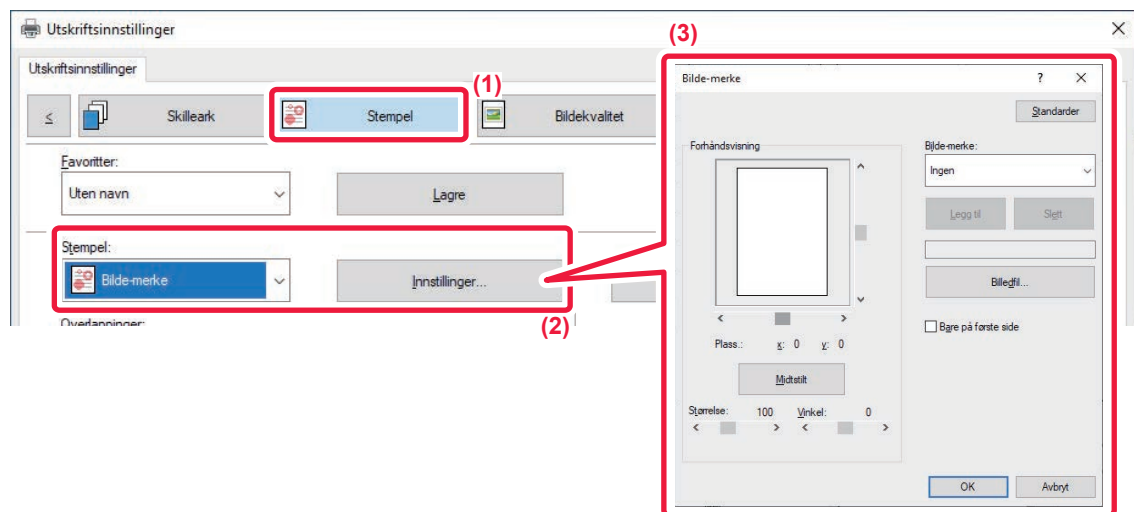 Utskriftsinnstillinger
Utskriftsinnstillinger
(1)
≤ Skilleark Stempel Bildekvalitet
Favoritter:
Uten navn Lagre
Stempel:
Bilde-merke Innstillinger...
(2)
Overlappinger:
(3)
Bilde-merke ?
Standarder
Forhåndsvisning
Bilde-merke:
Ingen
Legg til Slett
Billedfil...
Bare på første side
Plass.: x: 0 y: 0
Midtstilt
Størrelse: 100 Vinkel: 0
OK Avbryt